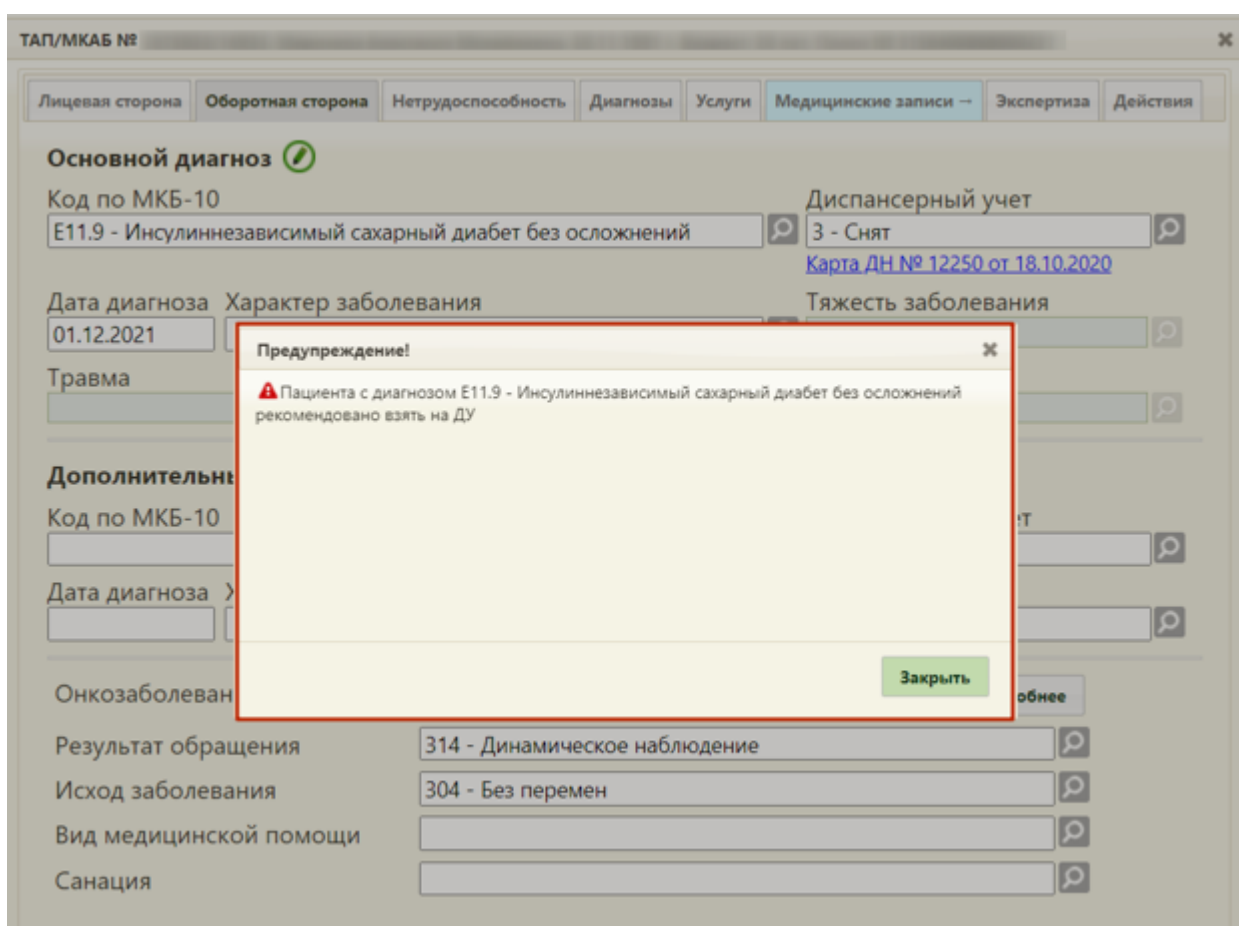 ТАП/МКАБ №
Лицевая сторона Оборотная сторона Нетрудоспособность Диагнозы Услуги Медицинские записи → Экспертиза Действия
Основной диагноз
Код по МКБ-10 Диспансерный учет
E11.9 - Инсулиннезависимый сахарный диабет без осложнений 3 - Снят
Карта ДН № 12250 от 18.10.2020
Дата диагноза Характер заболевания Тяжесть заболевания
01.12.2021
Травма
Предупреждение!
Пациента с диагнозом E11.9 - Инсулиннезависимый сахарный диабет без осложнений
рекомендовано взять на ДУ
Код по МКБ-10
Дата диагноза
Закрыть
Результат обращения 314 - Динамическое наблюдение
Исход заболевания 304 - Без перемен
Вид медицинской помощи
Санация